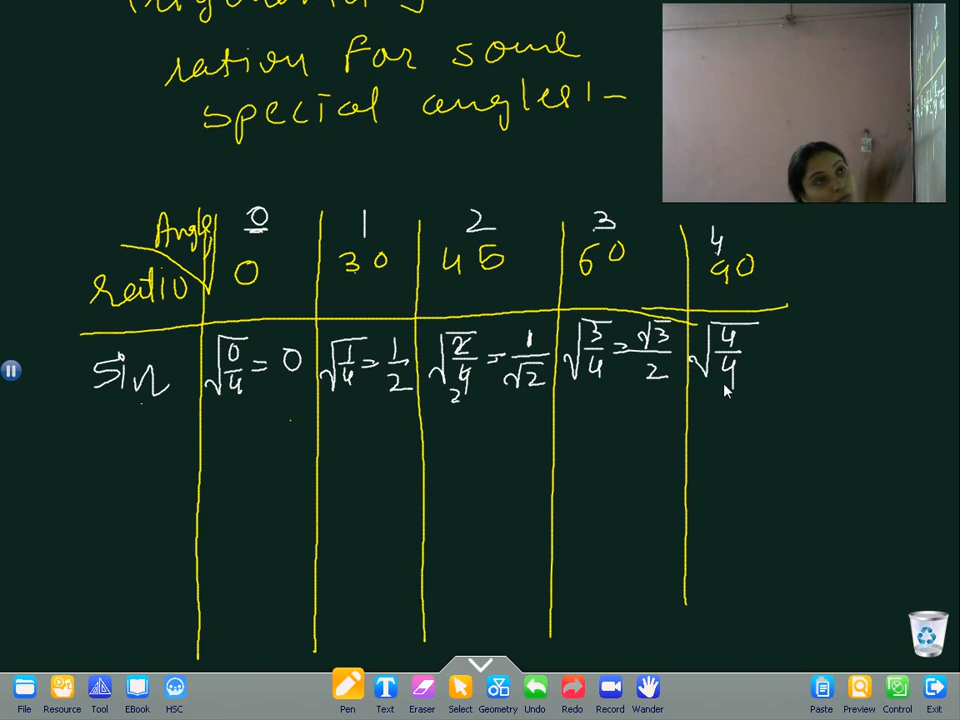 ration for some
special angles:-
Angle 0 1 2 3 4
ratio 0 30 45 60 90
sin √0/4 = 0 √1/4 = 1/2 √2/4 = 1/√2 √3/4 = √3/2 √4/4
2
File Resource Tool EBook HSC Pen Text Eraser Select Geometry Undo Redo Record Wander Paste Preview Control Exit